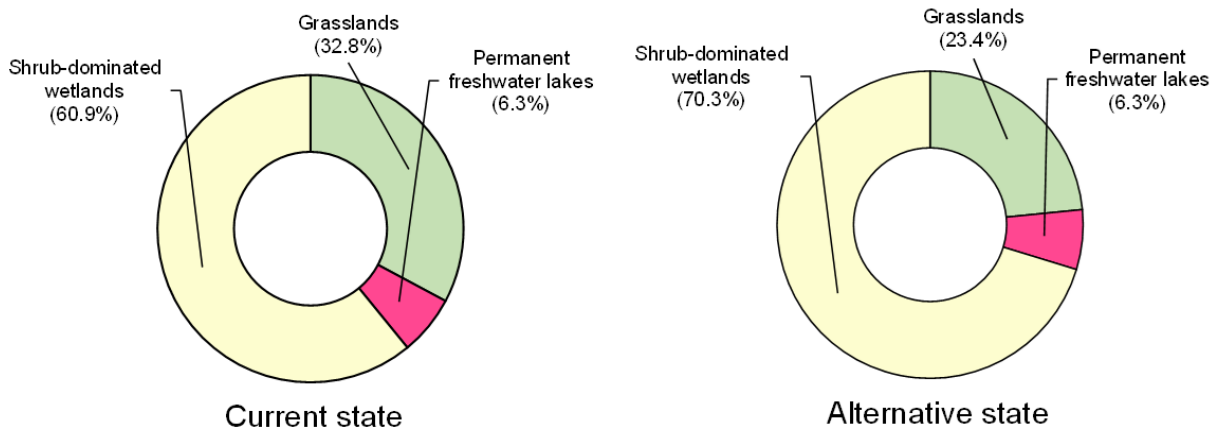 Grasslands
(32.8%)
Permanent
freshwater lakes
(6.3%)
Shrub-dominated
wetlands
(60.9%)
Current state
Grasslands
(23.4%)
Permanent
freshwater lakes
(6.3%)
Shrub-dominated
wetlands
(70.3%)
Alternative state